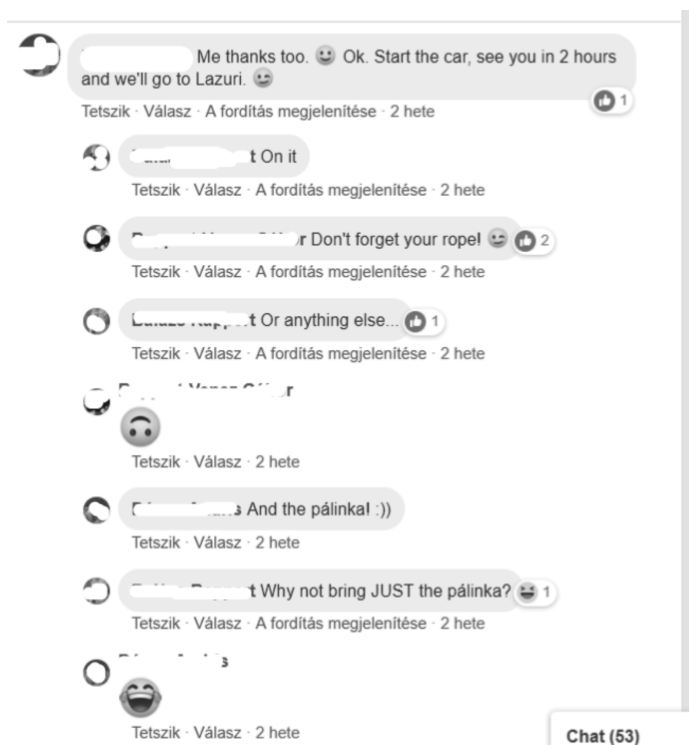 Me thanks too. Ok. Start the car, see you in 2 hours
and we'll go to Lazuri.
1
Tetszik · Válasz · A fordítás megjelenítése · 2 hete
On it
Tetszik · Válasz · A fordítás megjelenítése · 2 hete
Don't forget your rope! 2
Tetszik · Válasz · A fordítás megjelenítése · 2 hete
Or anything else... 1
Tetszik · Válasz · A fordítás megjelenítése · 2 hete
Tetszik · Válasz · 2 hete
And the pálinka! :))
Tetszik · Válasz · 2 hete
Why not bring JUST the pálinka? 1
Tetszik · Válasz · A fordítás megjelenítése · 2 hete
Tetszik · Válasz · 2 hete
Chat (53)